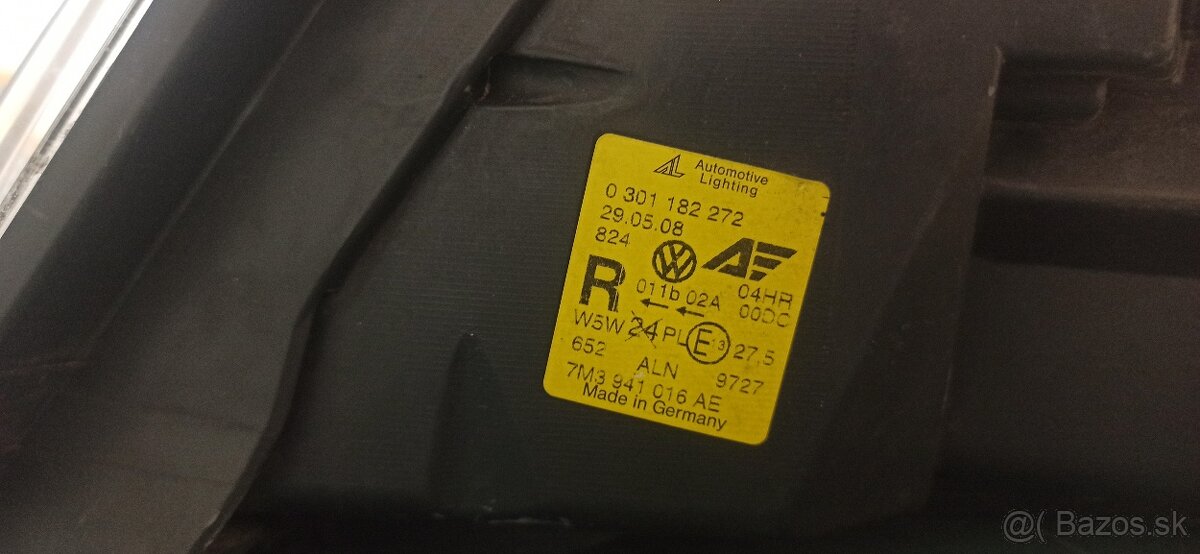 Automotive
Lighting
0 301 182 272
29.05.08
824
R
011b 02A
04HR
00DC
W5W 24 PL E 13 27,5
652 ALN 9727
7M3 941 016 AE
Made in Germany
@( Bazos.sk